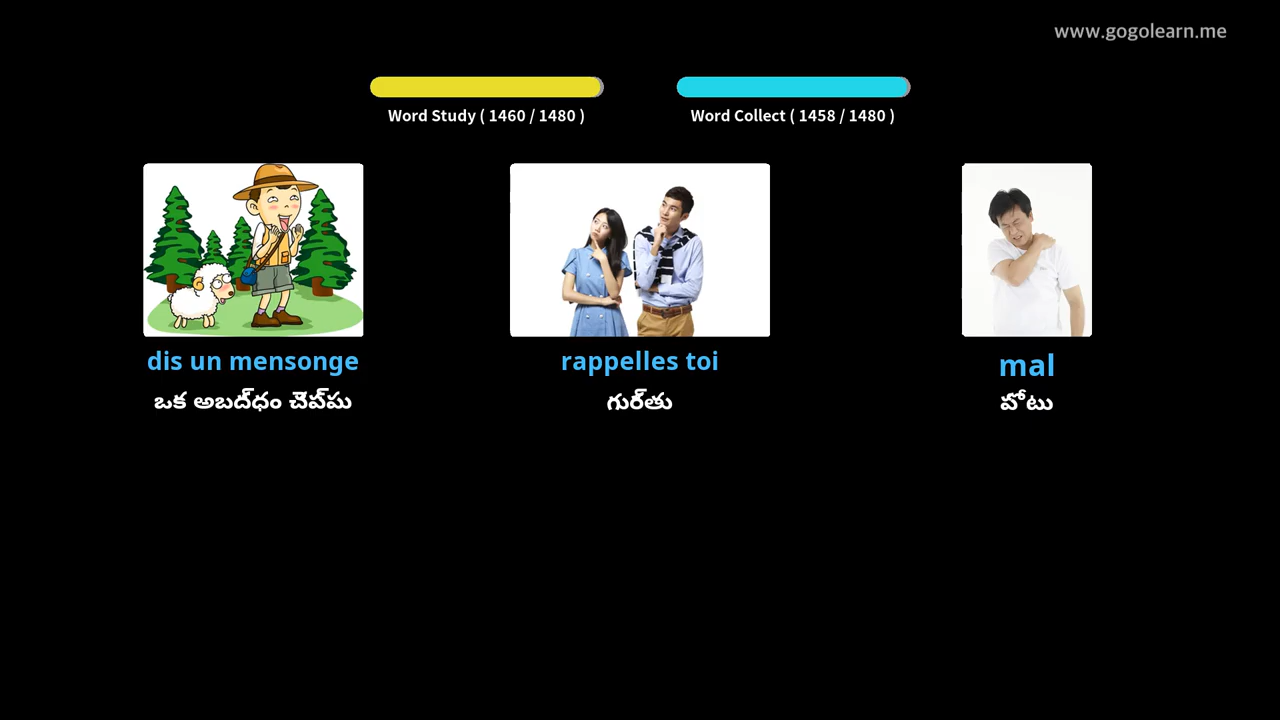 www.gogolearn.me
Word Study ( 1460 / 1480 )
Word Collect ( 1458 / 1480 )
dis un mensonge
rappelles toi
mal
ఒక అబద్ధం చెప్పు
గుర్తు
పోటు